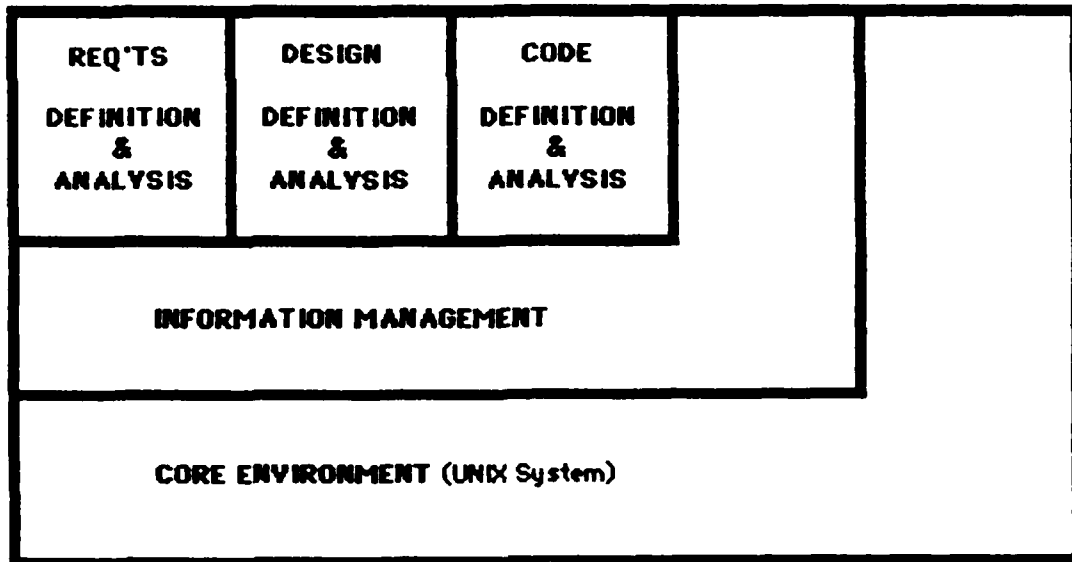 REQ'TS
DEFINITION
&
ANALYSIS
DESIGN
DEFINITION
&
ANALYSIS
CODE
DEFINITION
&
ANALYSIS
INFORMATION MANAGEMENT
CORE ENVIRONMENT (UNIX System)